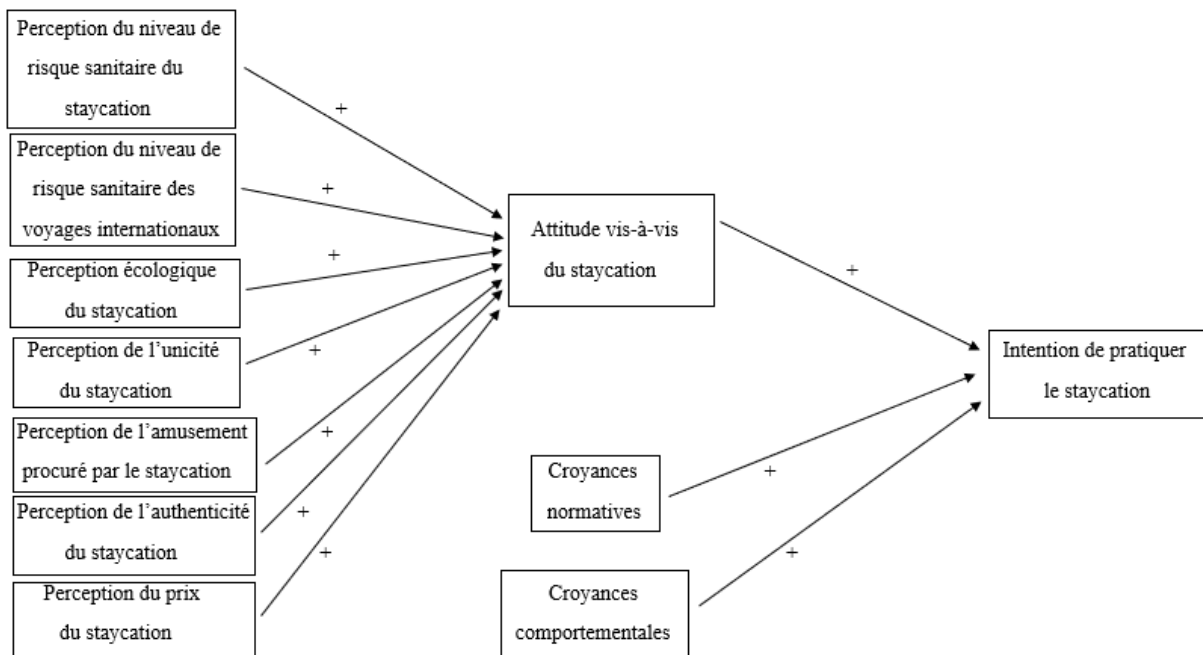 Perception du niveau de
risque sanitaire du
staycation
+
Perception du niveau de
risque sanitaire des
voyages internationaux
+
Perception écologique
du staycation
+
Perception de l'unicité
du staycation
+
Perception de l'amusement
procuré par le staycation
+
Perception de l'authenticité
du staycation
+
Perception du prix
du staycation
+
Attitude vis-à-vis
du staycation
+
Croyances
normatives
+
Croyances
comportementales
+
Intention de pratiquer
le staycation